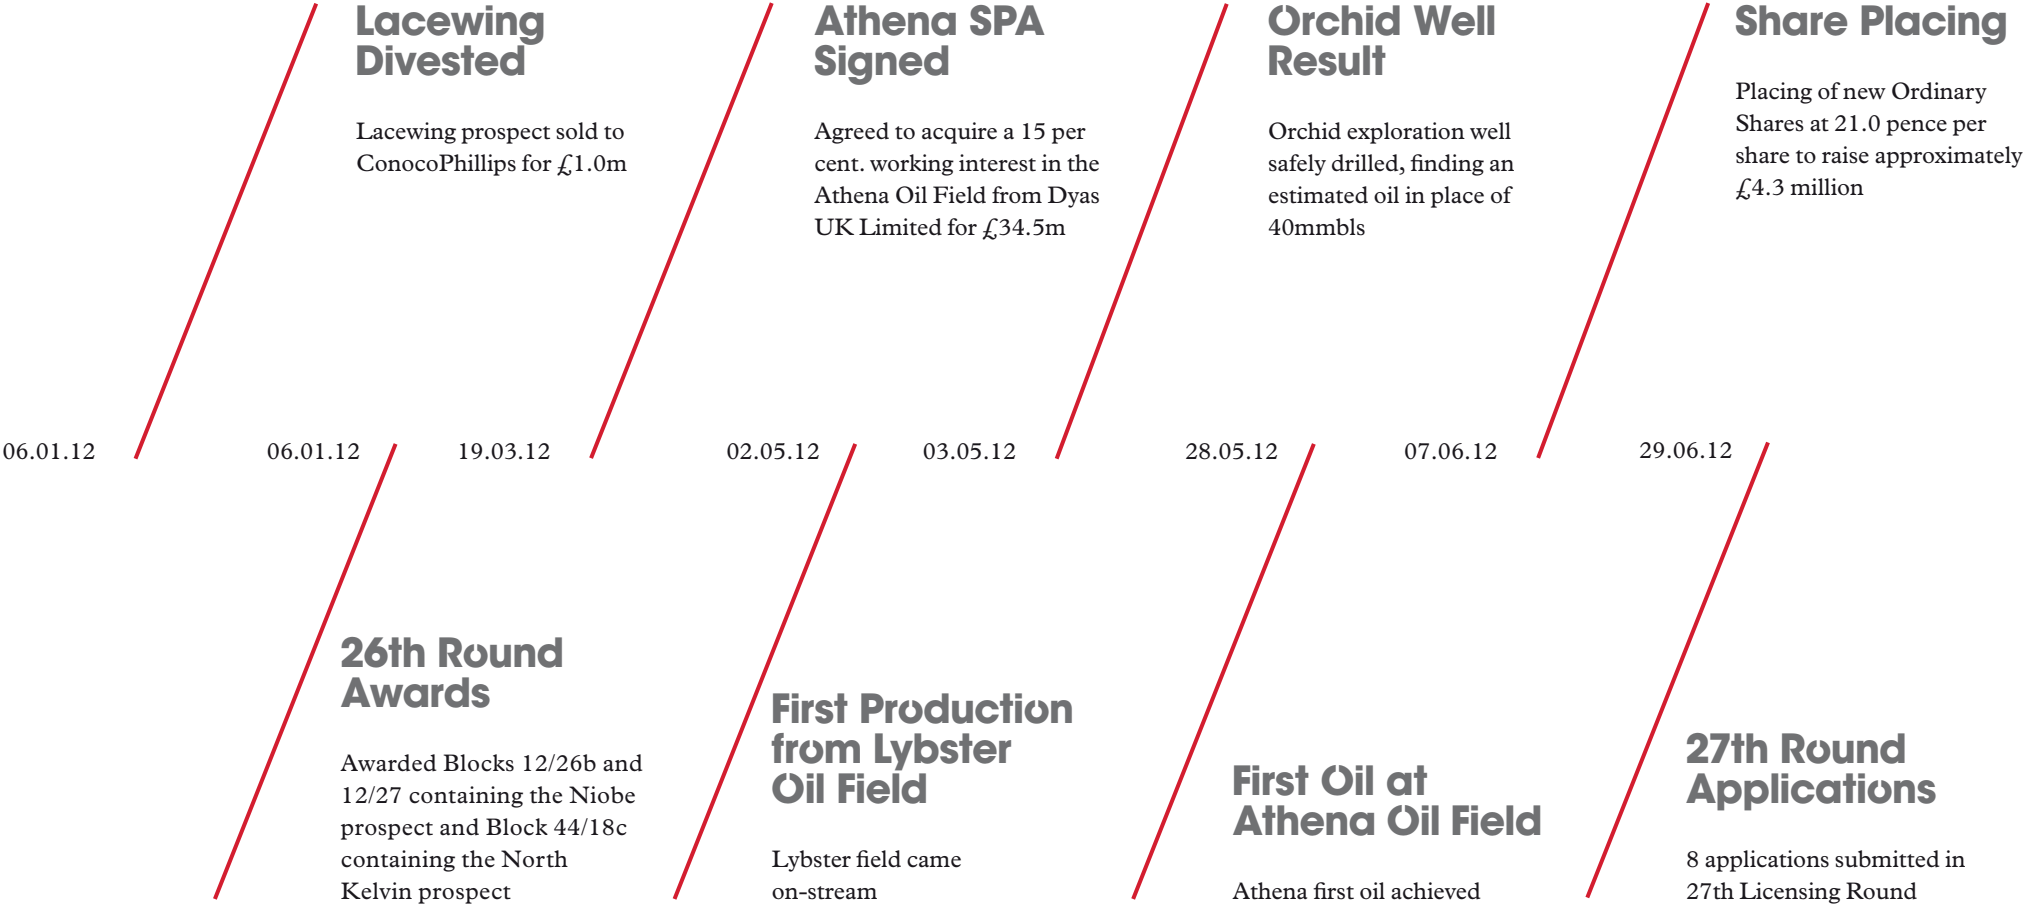 Lacewing
Divested
Lacewing prospect sold to
ConocoPhillips for £1.0m
Athena SPA
Signed
Agreed to acquire a 15 per
cent. working interest in the
Athena Oil Field from Dyas
UK Limited for £34.5m
Orchid Well
Result
Orchid exploration well
safely drilled, finding an
estimated oil in place of
40mmbls
Share Placing
Placing of new Ordinary
Shares at 21.0 pence per
share to raise approximately
£4.3 million
06.01.12
06.01.12
19.03.12
02.05.12
03.05.12
28.05.12
07.06.12
29.06.12
26th Round
Awards
Awarded Blocks 12/26b and
12/27 containing the Niobe
prospect and Block 44/18c
containing the North
Kelvin prospect
First Production
from Lybster
Oil Field
Lybster field came
on-stream
First Oil at
Athena Oil Field
Athena first oil achieved
27th Round
Applications
8 applications submitted in
27th Licensing Round